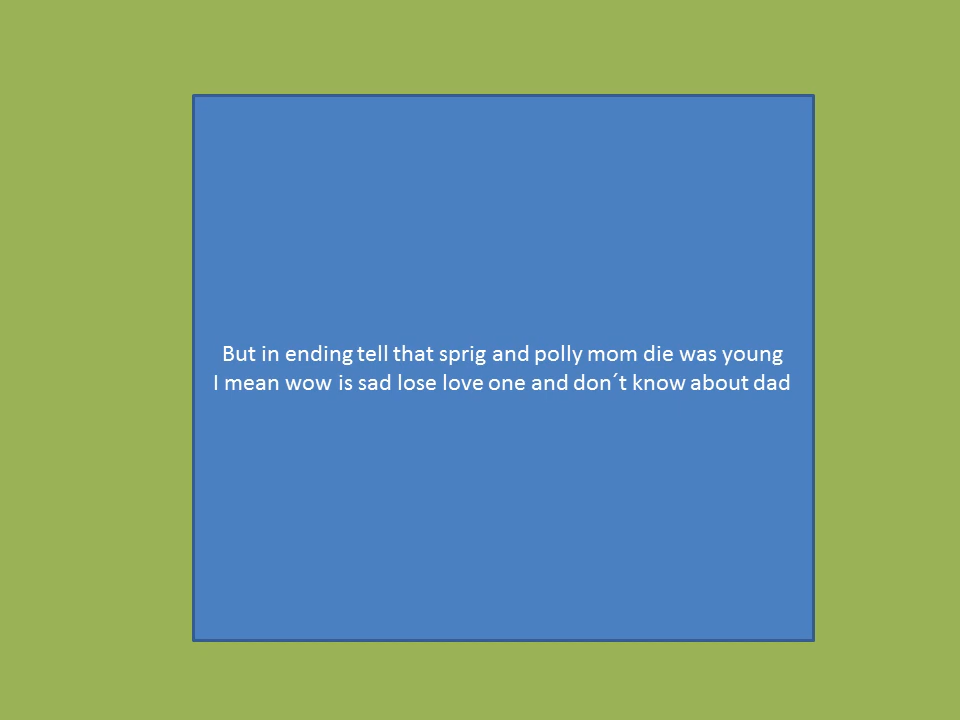 But in ending tell that sprig and polly mom die was young
I mean wow is sad lose love one and don´t know about dad